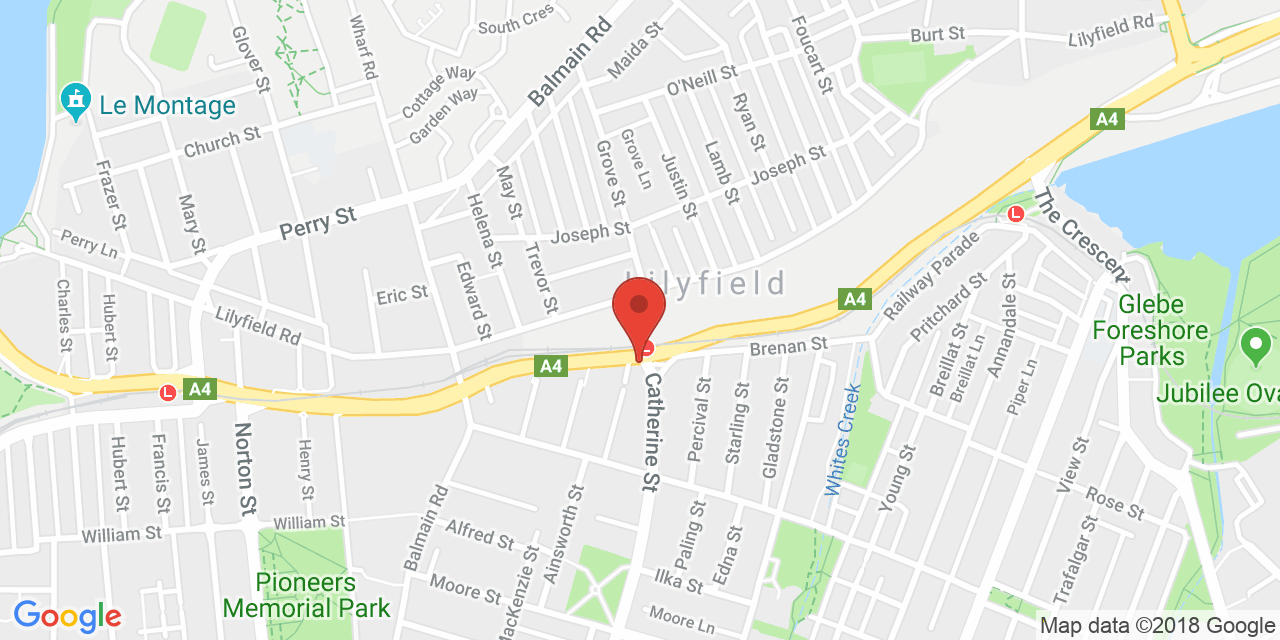 South Cres
Balmain Rd
Maida St
Foucart St
Burt St
Lilyfield Rd
Glover St
Wharf Rd
Cottage Way
Garden Way
O'Neill St
Le Montage
Church St
Ryan St
A4
Grove Ln
Grove St
Justin St
Lamb St
Joseph St
Frazer St
Mary St
May St
Helena St
Perry St
The Crescent
Perry Ln
Joseph St
Trevor St
Edward St
Eric St
Lilyfield
Railway Parade
Pritchard St
Annandale St
Charles St
Hubert St
Lilyfield Rd
A4
Glebe
Foreshore
Parks
Brenan St
Breillat St
Breillat Ln
Piper Ln
A4
A4
Jubilee Ova
Catherine St
Percival St
Starling St
Gladstone St
Whites Creek
Norton St
Hubert St
Francis St
James St
Henry St
View St
Young St
Rose St
William St
William St
Balmain Rd
Alfred St
Ainsworth St
Paling St
Edna St
Trafalgar St
Pioneers
Memorial Park
Moore St
MacKenzie St
Ilka St
Moore Ln
Google
Map data ©2018 Google